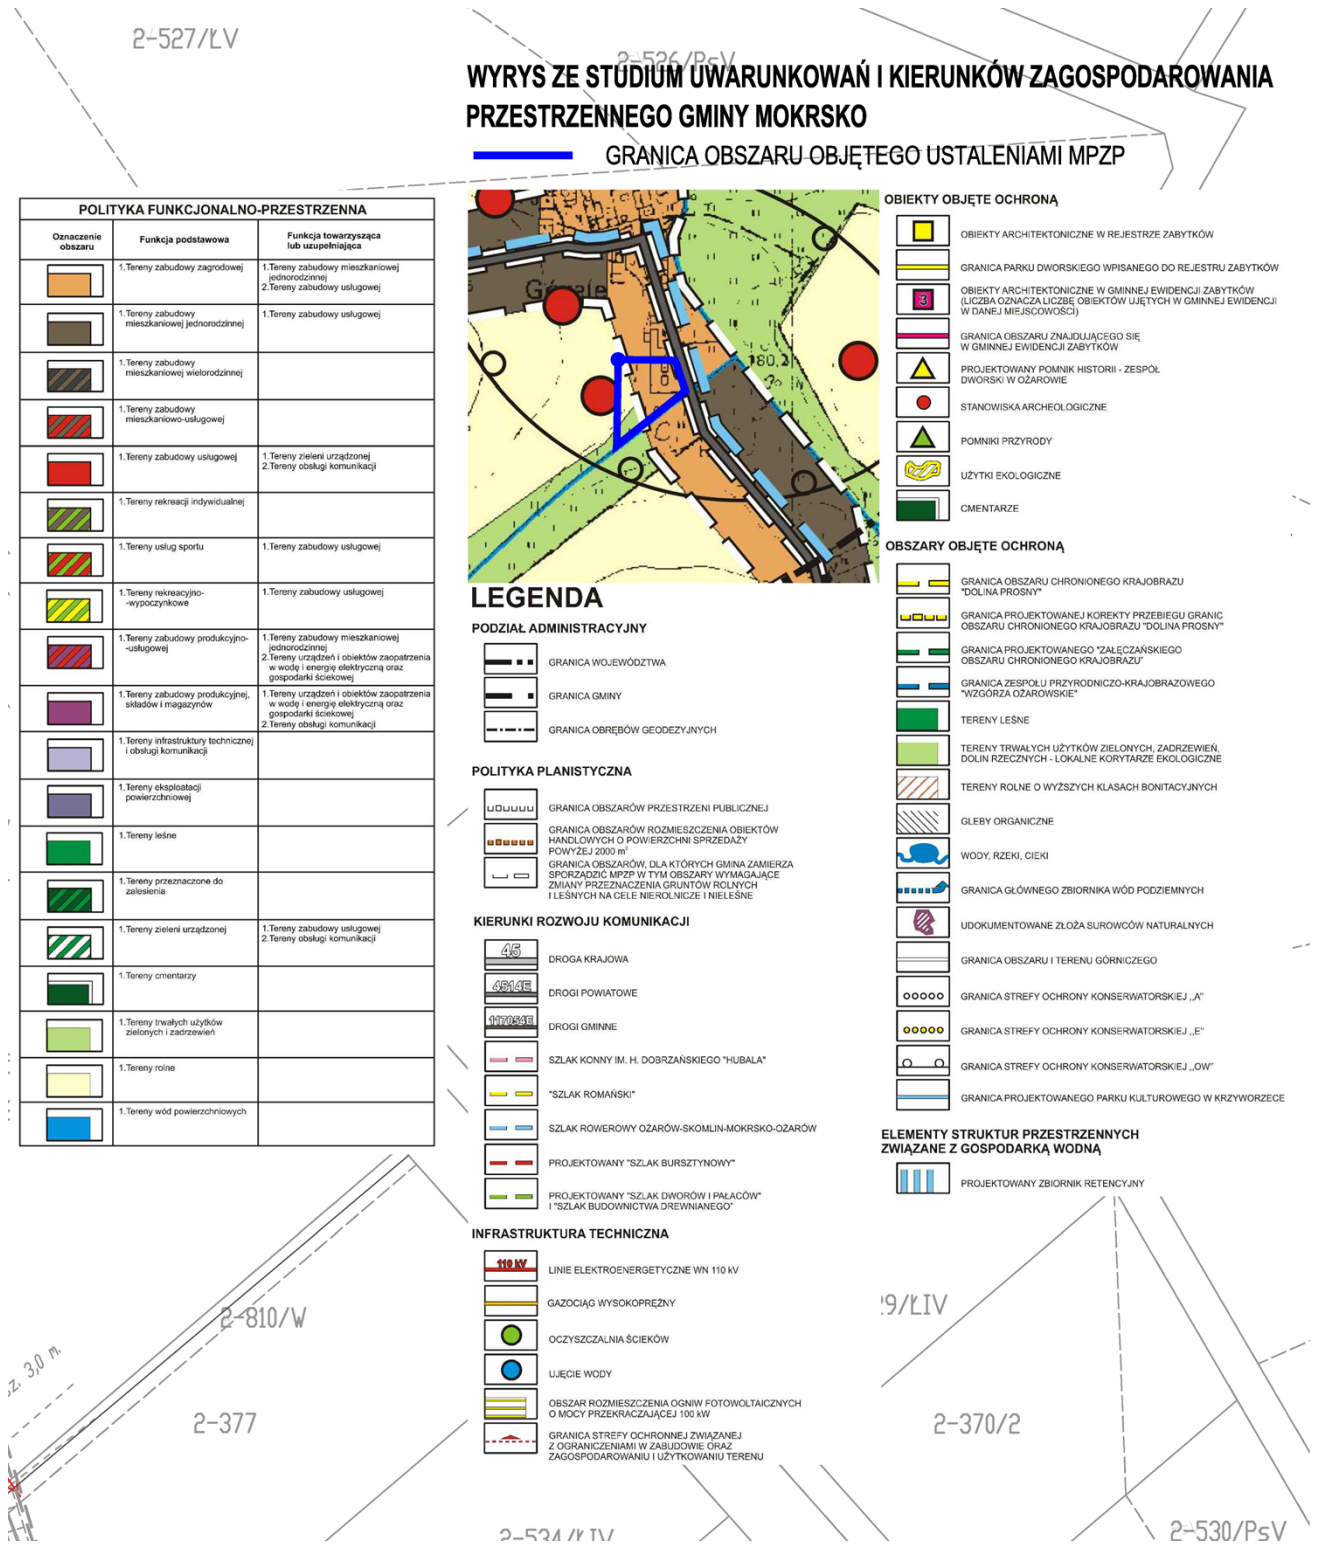 2-527/ŁV
2-526/PsV
WYRYS ZE STUDIUM UWARUNKOWAŃ I KIERUNKÓW ZAGOSPODAROWANIA
PRZESTRZENNEGO GMINY MOKRSKO
GRANICA OBSZARU OBJĘTEGO USTALENIAMI MPZP
POLITYKA FUNKCJONALNO-PRZESTRZENNA
Oznaczenie
obszaru
Funkcja podstawowa
Funkcja towarzysząca
lub uzupełniająca
1.Tereny zabudowy zagrodowej
1.Tereny zabudowy mieszkaniowej
jednorodzinnej
2.Tereny zabudowy usługowej
1.Tereny zabudowy
mieszkaniowej jednorodzinnej
1.Tereny zabudowy usługowej
1.Tereny zabudowy
mieszkaniowej wielorodzinnej
1.Tereny zabudowy
mieszkaniowo-usługowej
1.Tereny zabudowy usługowej
1.Tereny zieleni urządzonej
2.Tereny obsługi komunikacji
1.Tereny rekreacji indywidualnej
1.Tereny usług sportu
1.Tereny zabudowy usługowej
1.Tereny rekreacyjno-
-wypoczynkowe
1.Tereny zabudowy usługowej
1.Tereny zabudowy produkcyjno-
-usługowej
1.Tereny zabudowy mieszkaniowej
jednorodzinnej
2.Tereny urządzeń i obiektów zaopatrzenia
w wodę i energię elektryczną oraz
gospodarki ściekowej
1.Tereny zabudowy produkcyjnej,
składów i magazynów
1.Tereny urządzeń i obiektów zaopatrzenia
w wodę i energię elektryczną oraz
gospodarki ściekowej
2.Tereny obsługi komunikacji
1.Tereny infrastruktury technicznej
i obsługi komunikacji
1.Tereny eksploatacji
powierzchniowej
1.Tereny leśne
1.Tereny przeznaczone do
zalesienia
1.Tereny zieleni urządzonej
1.Tereny zabudowy usługowej
2.Tereny obsługi komunikacji
1.Tereny cmentarzy
1.Tereny trwałych użytków
zielonych i zadrzewień
1.Tereny rolne
1.Tereny wód powierzchniowych
180.2
LEGENDA
PODZIAŁ ADMINISTRACYJNY
GRANICA WOJEWÓDZTWA
GRANICA GMINY
GRANICA OBRĘBÓW GEODEZYJNYCH
POLITYKA PLANISTYCZNA
GRANICA OBSZARÓW PRZESTRZENI PUBLICZNEJ
GRANICA OBSZARÓW ROZMIESZCZENIA OBIEKTÓW
HANDLOWYCH O POWIERZCHNI SPRZEDAŻY
POWYŻEJ 2000 m²
GRANICA OBSZARÓW, DLA KTÓRYCH GMINA ZAMIERZA
SPORZĄDZIĆ MPZP W TYM OBSZARY WYMAGAJĄCE
ZMIANY PRZEZNACZENIA GRUNTÓW ROLNYCH
I LEŚNYCH NA CELE NIEROLNICZE I NIELEŚNE
KIERUNKI ROZWOJU KOMUNIKACJI
45
DROGA KRAJOWA
4514E
DROGI POWIATOWE
117054E
DROGI GMINNE
SZLAK KONNY IM. H. DOBRZAŃSKIEGO "HUBALA"
"SZLAK ROMAŃSKI"
SZLAK ROWEROWY OŻARÓW-SKOMLIN-MOKRSKO-OŻARÓW
PROJEKTOWANY "SZLAK BURSZTYNOWY"
PROJEKTOWANY "SZLAK DWORÓW I PAŁACÓW"
I "SZLAK BUDOWNICTWA DREWNIANEGO"
INFRASTRUKTURA TECHNICZNA
110 kV
LINIE ELEKTROENERGETYCZNE WN 110 kV
GAZOCIĄG WYSOKOPRĘŻNY
OCZYSZCZALNIA ŚCIEKÓW
UJĘCIE WODY
OBSZAR ROZMIESZCZENIA OGNIW FOTOWOLTAICZNYCH
O MOCY PRZEKRACZAJĄCEJ 100 kW
GRANICA STREFY OCHRONNEJ ZWIĄZANEJ
Z OGRANICZENIAMI W ZABUDOWIE ORAZ
ZAGOSPODAROWANIU I UŻYTKOWANIU TERENU
OBIEKTY OBJĘTE OCHRONĄ
OBIEKTY ARCHITEKTONICZNE W REJESTRZE ZABYTKÓW
GRANICA PARKU DWORSKIEGO WPISANEGO DO REJESTRU ZABYTKÓW
3
OBIEKTY ARCHITEKTONICZNE W GMINNEJ EWIDENCJI ZABYTKÓW
(LICZBA OZNACZA LICZBĘ OBIEKTÓW UJĘTYCH W GMINNEJ EWIDENCJI
W DANEJ MIEJSCOWOŚCI)
GRANICA OBSZARU ZNAJDUJĄCEGO SIĘ
W GMINNEJ EWIDENCJI ZABYTKÓW
PROJEKTOWANY POMNIK HISTORII - ZESPÓŁ
DWORSKI W OŻAROWIE
STANOWISKA ARCHEOLOGICZNE
POMNIKI PRZYRODY
UŻYTKI EKOLOGICZNE
CMENTARZE
OBSZARY OBJĘTE OCHRONĄ
GRANICA OBSZARU CHRONIONEGO KRAJOBRAZU
"DOLINA PROSNY"
GRANICA PROJEKTOWANEJ KOREKTY PRZEBIEGU GRANIC
OBSZARU CHRONIONEGO KRAJOBRAZU "DOLINA PROSNY"
GRANICA PROJEKTOWANEGO "ZAŁĘCZAŃSKIEGO
OBSZARU CHRONIONEGO KRAJOBRAZU"
GRANICA ZESPOŁU PRZYRODNICZO-KRAJOBRAZOWEGO
"WZGÓRZA OŻAROWSKIE"
TERENY LEŚNE
TERENY TRWAŁYCH UŻYTKÓW ZIELONYCH, ZADRZEWIEŃ,
DOLIN RZECZNYCH - LOKALNE KORYTARZE EKOLOGICZNE
TERENY ROLNE O WYŻSZYCH KLASACH BONITACYJNYCH
GLEBY ORGANICZNE
WODY, RZEKI, CIEKI
GRANICA GŁÓWNEGO ZBIORNIKA WÓD PODZIEMNYCH
UDOKUMENTOWANE ZŁOŻA SUROWCÓW NATURALNYCH
GRANICA OBSZARU I TERENU GÓRNICZEGO
GRANICA STREFY OCHRONY KONSERWATORSKIEJ ,,A"
GRANICA STREFY OCHRONY KONSERWATORSKIEJ ,,E"
GRANICA STREFY OCHRONY KONSERWATORSKIEJ ,,OW"
GRANICA PROJEKTOWANEGO PARKU KULTUROWEGO W KRZYWORZECE
ELEMENTY STRUKTUR PRZESTRZENNYCH
ZWIĄZANE Z GOSPODARKĄ WODNĄ
PROJEKTOWANY ZBIORNIK RETENCYJNY
2-810/W
29/ŁIV
sz. 3,0 m.
2-377
2-370/2
2-534/ŁIV
2-530/PsV